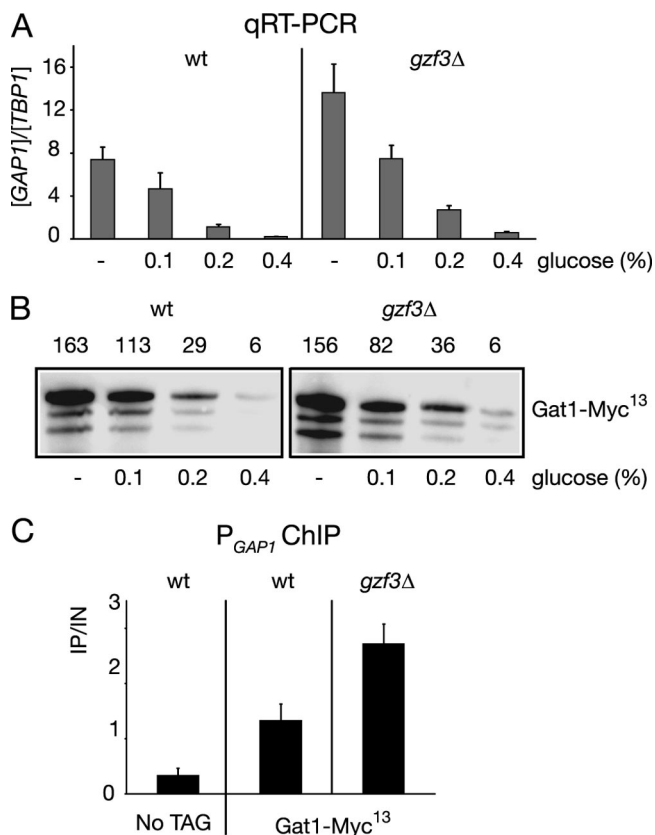 A qRT-PCR
wt gzf3Δ
[GAP1]/[TBP1]
16
12
8
4
0
- 0.1 0.2 0.4 - 0.1 0.2 0.4 glucose (%)
B wt gzf3Δ
163 113 29 6 156 82 36 6
Gat1-Myc¹³
- 0.1 0.2 0.4 - 0.1 0.2 0.4 glucose (%)
C P_GAP1 ChIP
wt wt gzf3Δ
IP/IN
3
2
1
0
No TAG Gat1-Myc¹³